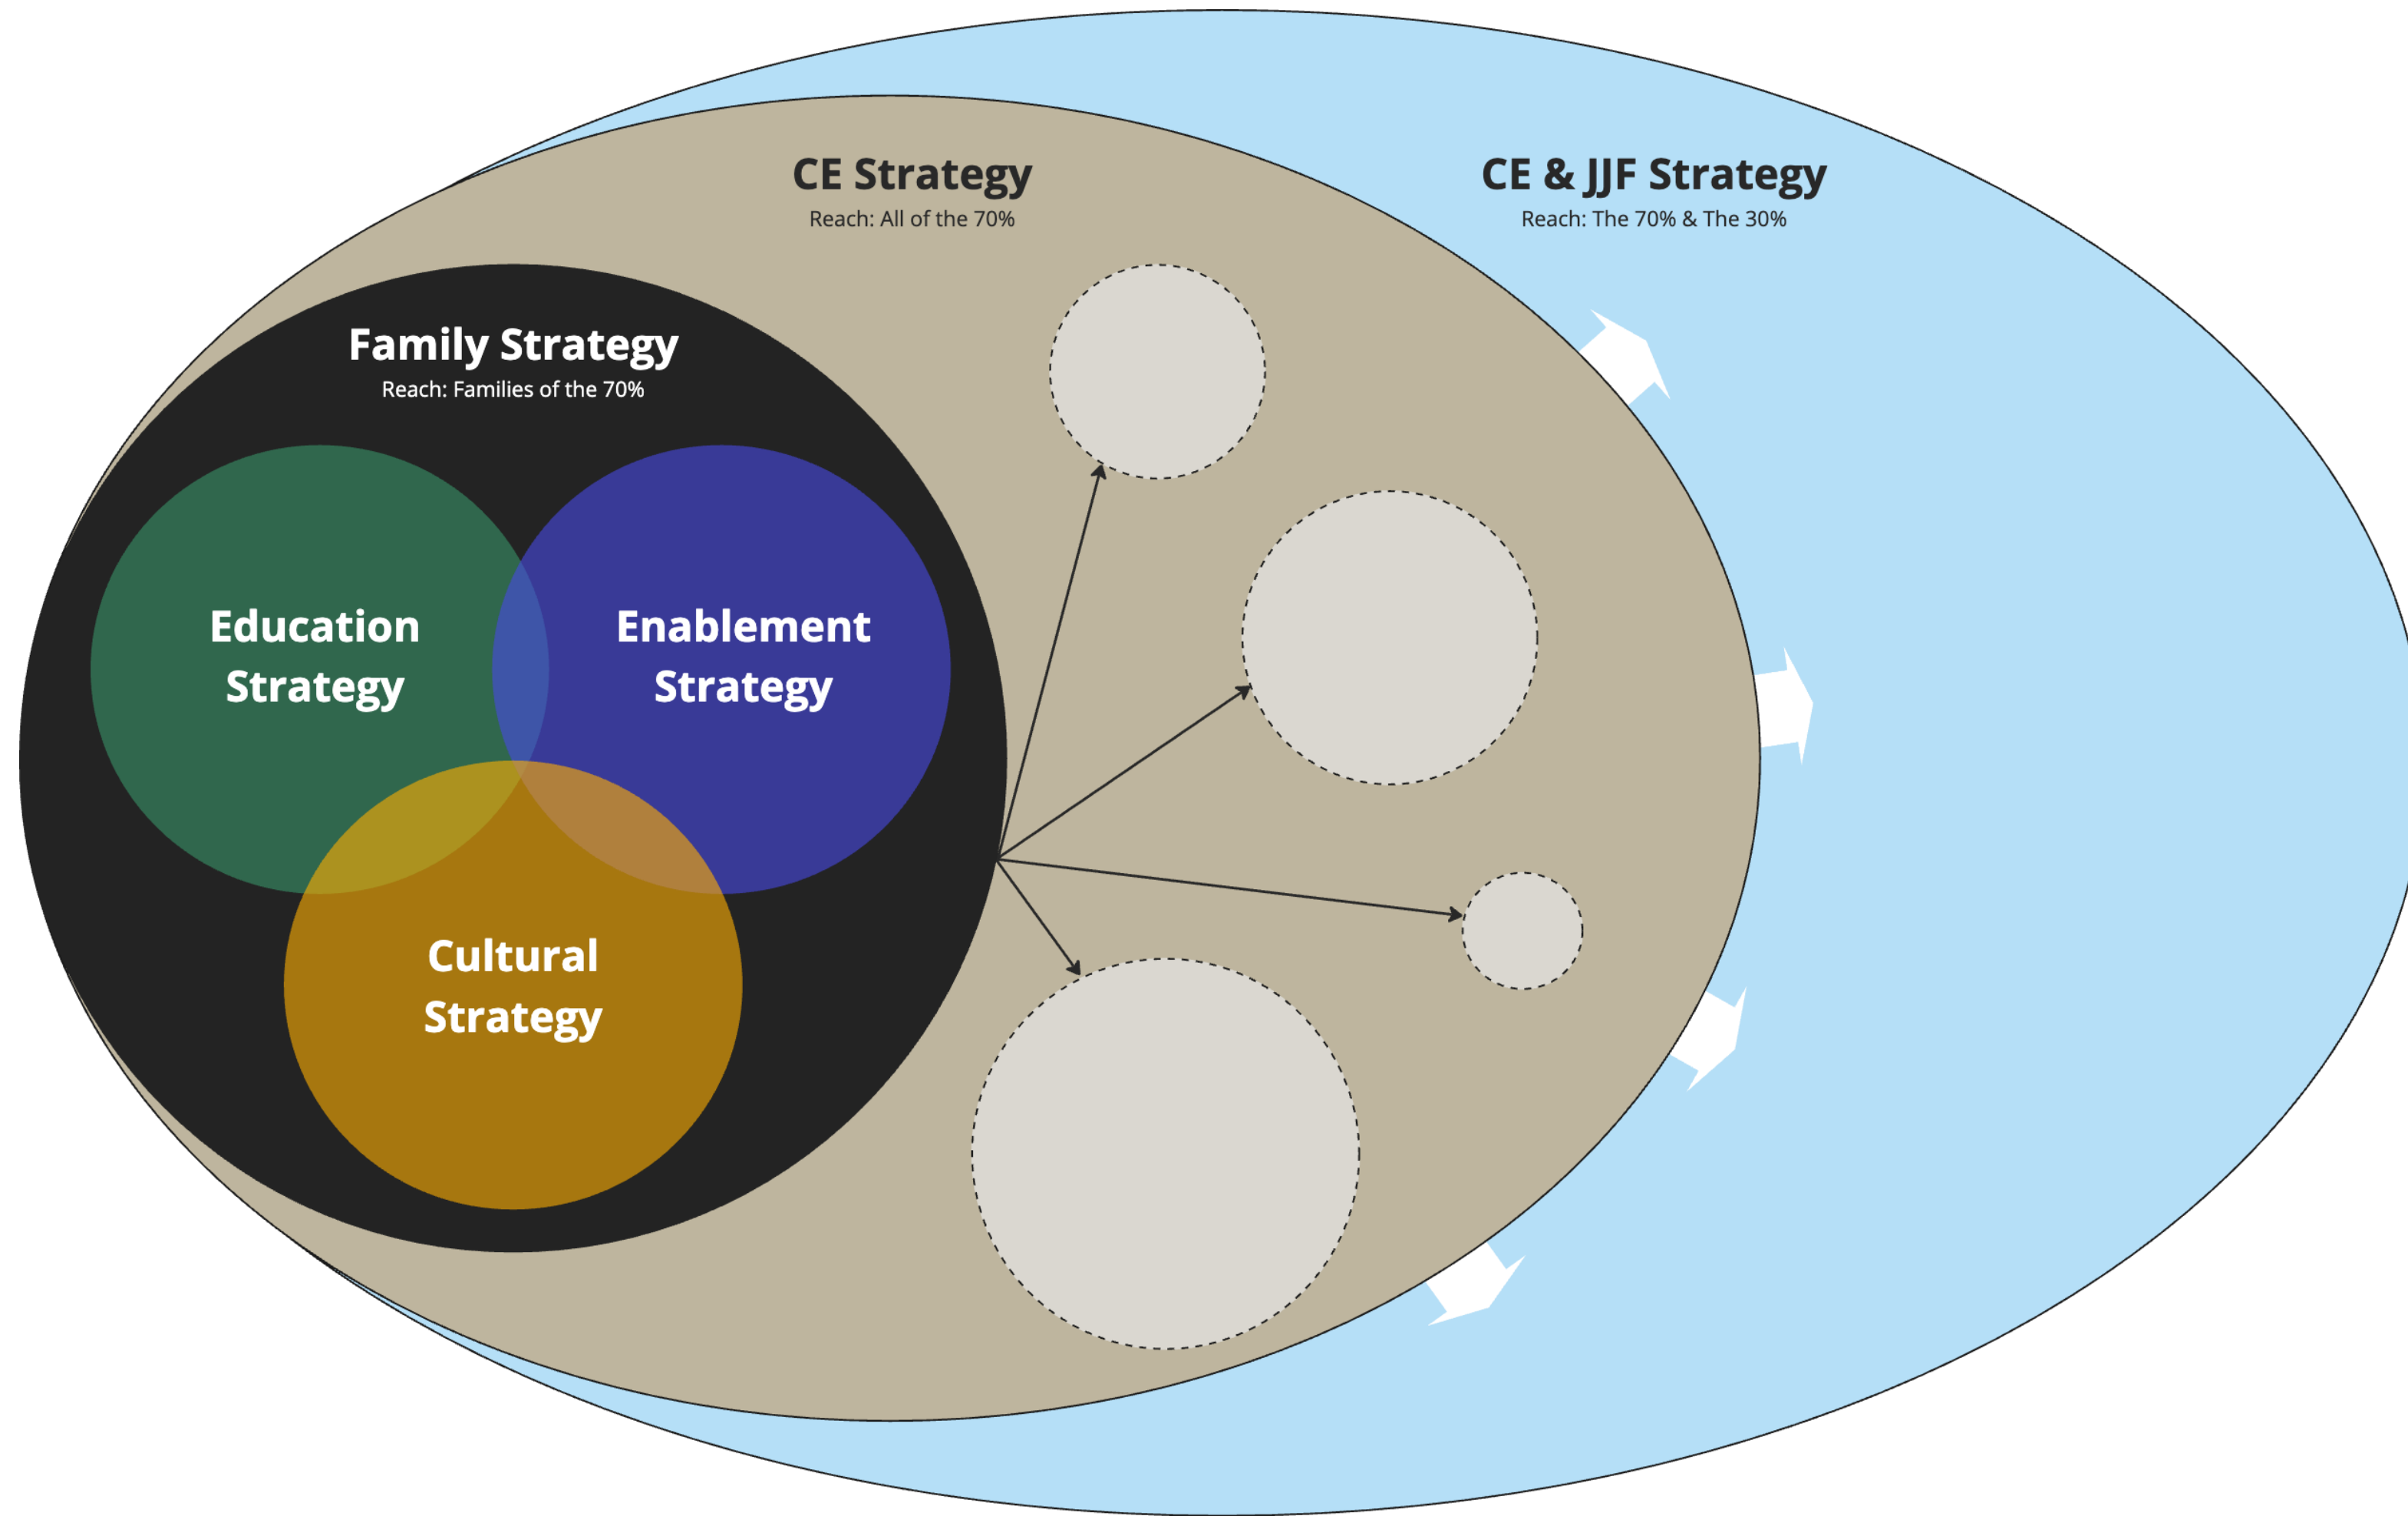 CE Strategy
Reach: All of the 70%
CE & JJF Strategy
Reach: The 70% & The 30%
Family Strategy
Reach: Families of the 70%
Education
Strategy
Enablement
Strategy
Cultural
Strategy